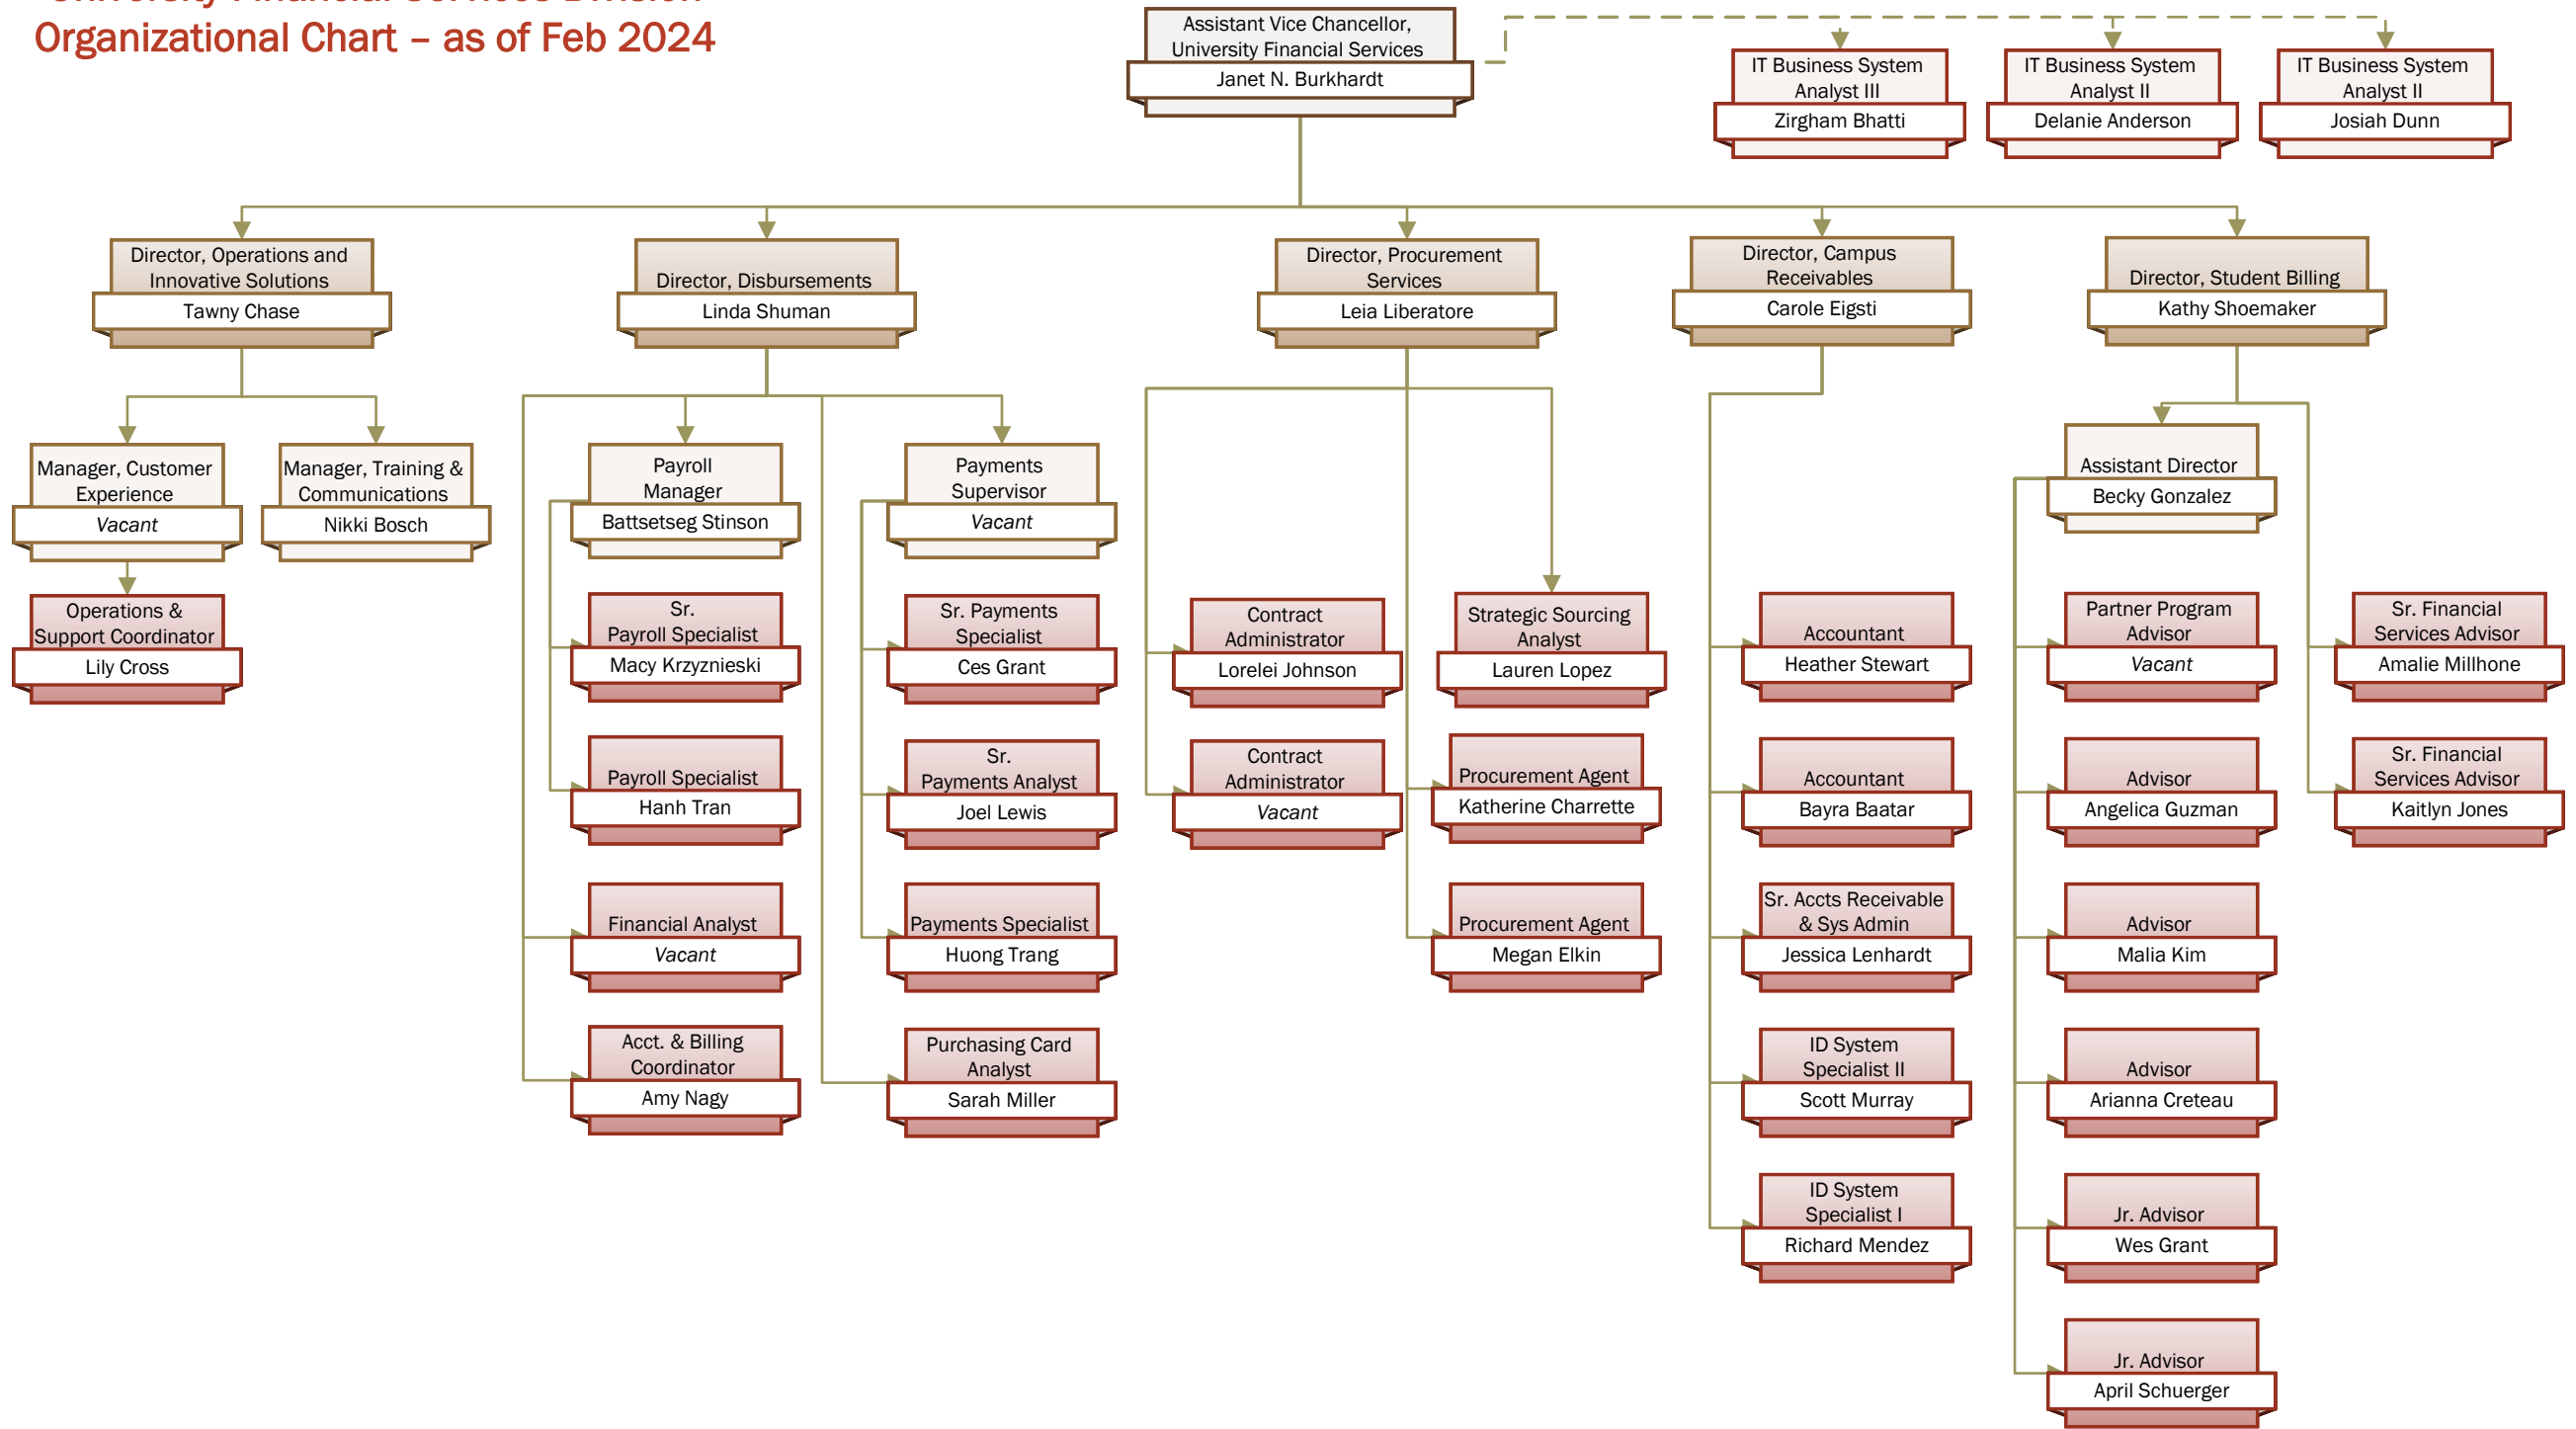 University Financial Services Division
Organizational Chart – as of Feb 2024
Assistant Vice Chancellor,
University Financial Services
Janet N. Burkhardt
IT Business System
Analyst III
Zirgham Bhatti
IT Business System
Analyst II
Delanie Anderson
IT Business System
Analyst II
Josiah Dunn
Director, Operations and
Innovative Solutions
Tawny Chase
Director, Disbursements
Linda Shuman
Director, Procurement
Services
Leia Liberatore
Director, Campus
Receivables
Carole Eigsti
Director, Student Billing
Kathy Shoemaker
Manager, Customer
Experience
Vacant
Manager, Training &
Communications
Nikki Bosch
Operations &
Support Coordinator
Lily Cross
Payroll
Manager
Battsetseg Stinson
Sr.
Payroll Specialist
Macy Krzyznieski
Payroll Specialist
Hanh Tran
Financial Analyst
Vacant
Acct. & Billing
Coordinator
Amy Nagy
Payments
Supervisor
Vacant
Sr. Payments
Specialist
Ces Grant
Sr.
Payments Analyst
Joel Lewis
Payments Specialist
Huong Trang
Purchasing Card
Analyst
Sarah Miller
Contract
Administrator
Lorelei Johnson
Contract
Administrator
Vacant
Strategic Sourcing
Analyst
Lauren Lopez
Procurement Agent
Katherine Charrette
Procurement Agent
Megan Elkin
Accountant
Heather Stewart
Accountant
Bayra Baatar
Sr. Accts Receivable
& Sys Admin
Jessica Lenhardt
ID System
Specialist II
Scott Murray
ID System
Specialist I
Richard Mendez
Assistant Director
Becky Gonzalez
Partner Program
Advisor
Vacant
Advisor
Angelica Guzman
Advisor
Malia Kim
Advisor
Arianna Creteau
Jr. Advisor
Wes Grant
Jr. Advisor
April Schuerger
Sr. Financial
Services Advisor
Amalie Millhone
Sr. Financial
Services Advisor
Kaitlyn Jones